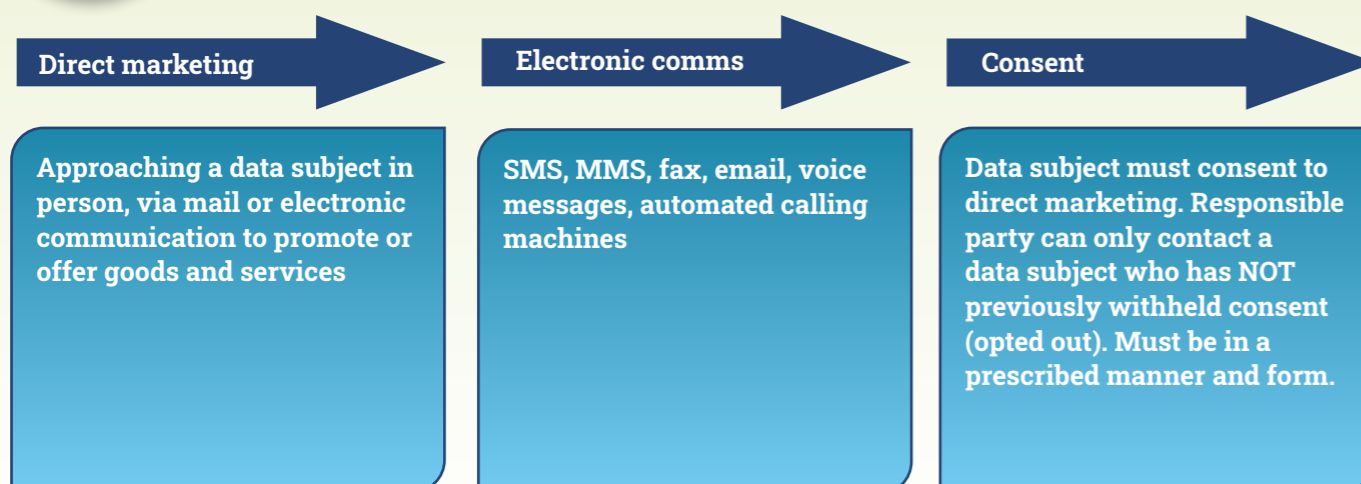 Direct marketing
Approaching a data subject in
person, via mail or electronic
communication to promote or
offer goods and services
Electronic comms
SMS, MMS, fax, email, voice
messages, automated calling
machines
Consent
Data subject must consent to
direct marketing. Responsible
party can only contact a
data subject who has NOT
previously withheld consent
(opted out). Must be in a
prescribed manner and form.